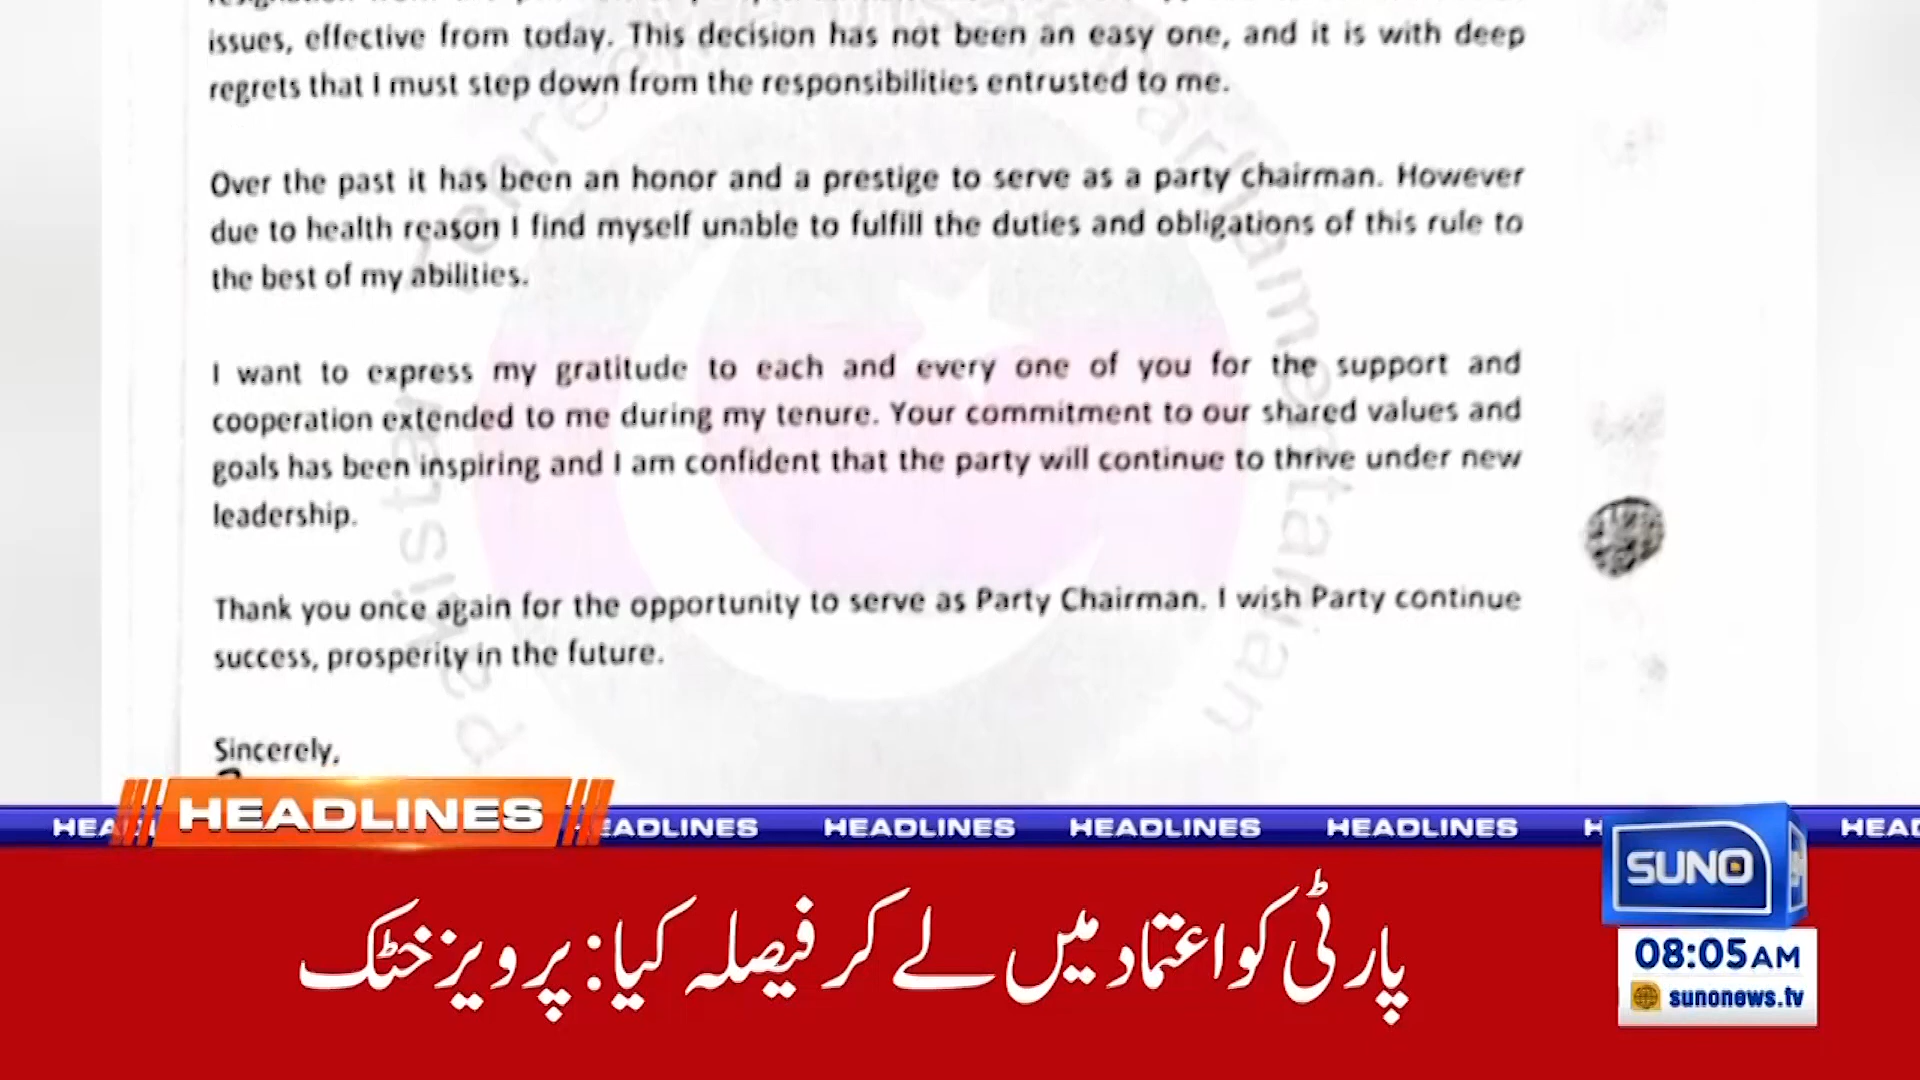 issues, effective from today. This decision has not been an easy one, and it is with deep
regrets that I must step down from the responsibilities entrusted to me.
Over the past it has been an honor and a prestige to serve as a party chairman. However
due to health reason I find myself unable to fulfill the duties and obligations of this rule to
the best of my abilities.
I want to express my gratitude to each and every one of you for the support and
cooperation extended to me during my tenure. Your commitment to our shared values and
goals has been inspiring and I am confident that the party will continue to thrive under new
leadership.
Thank you once again for the opportunity to serve as Party Chairman. I wish Party continue
success, prosperity in the future.
Sincerely,
Pakistan Parliamentarian
HEADLINES
HEADLINES HEADLINES HEADLINES HEADLINES
SUNO
پارٹی کو اعتماد میں لے کر فیصلہ کیا: پرویز خٹک
08:05AM
sunonews.tv